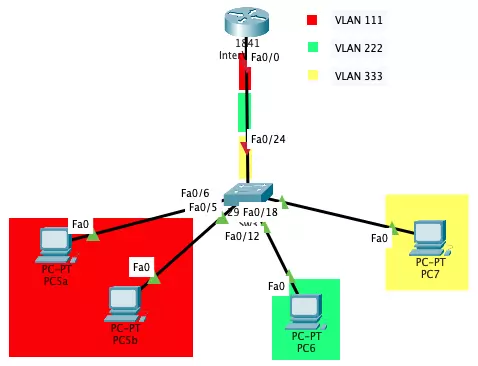 VLAN 111
VLAN 222
VLAN 333
1841
Fa0/0
Fa0/24
Fa0/6
Fa0/5
29
Fa0/18
Fa0/12
Fa0
PC-PT
PC5a
Fa0
PC-PT
PC5b
Fa0
PC-PT
PC6
Fa0
PC-PT
PC7